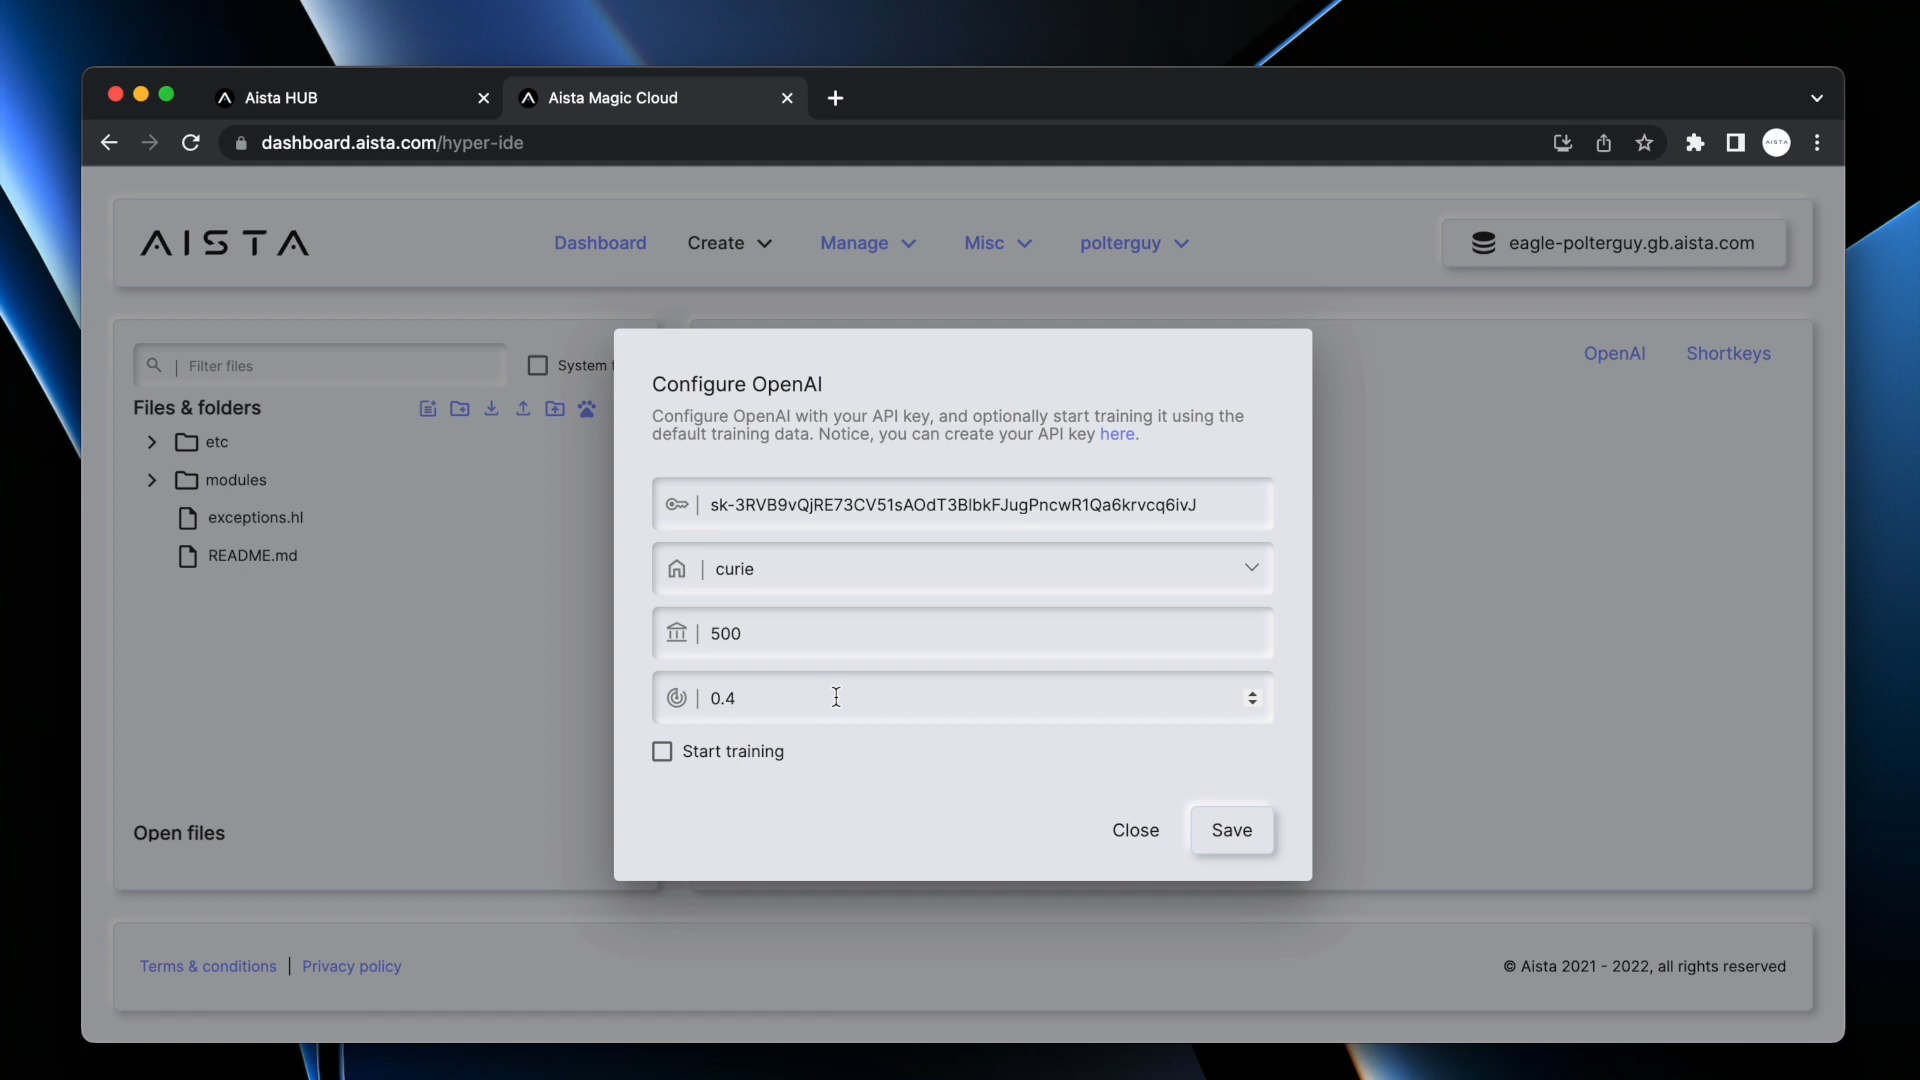 Aista HUB
Aista Magic Cloud
dashboard.aista.com/hyper-ide
AISTA
AISTA
Dashboard
Create
Manage
Misc
polterguy
eagle-polterguy.gb.aista.com
Filter files
System f
OpenAI
Shortkeys
Files & folders
etc
modules
exceptions.hl
README.md
Open files
Configure OpenAI
Configure OpenAI with your API key, and optionally start training it using the
default training data. Notice, you can create your API key here.
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
curie
500
0.4
Start training
Close
Save
Terms & conditions | Privacy policy
© Aista 2021 - 2022, all rights reserved